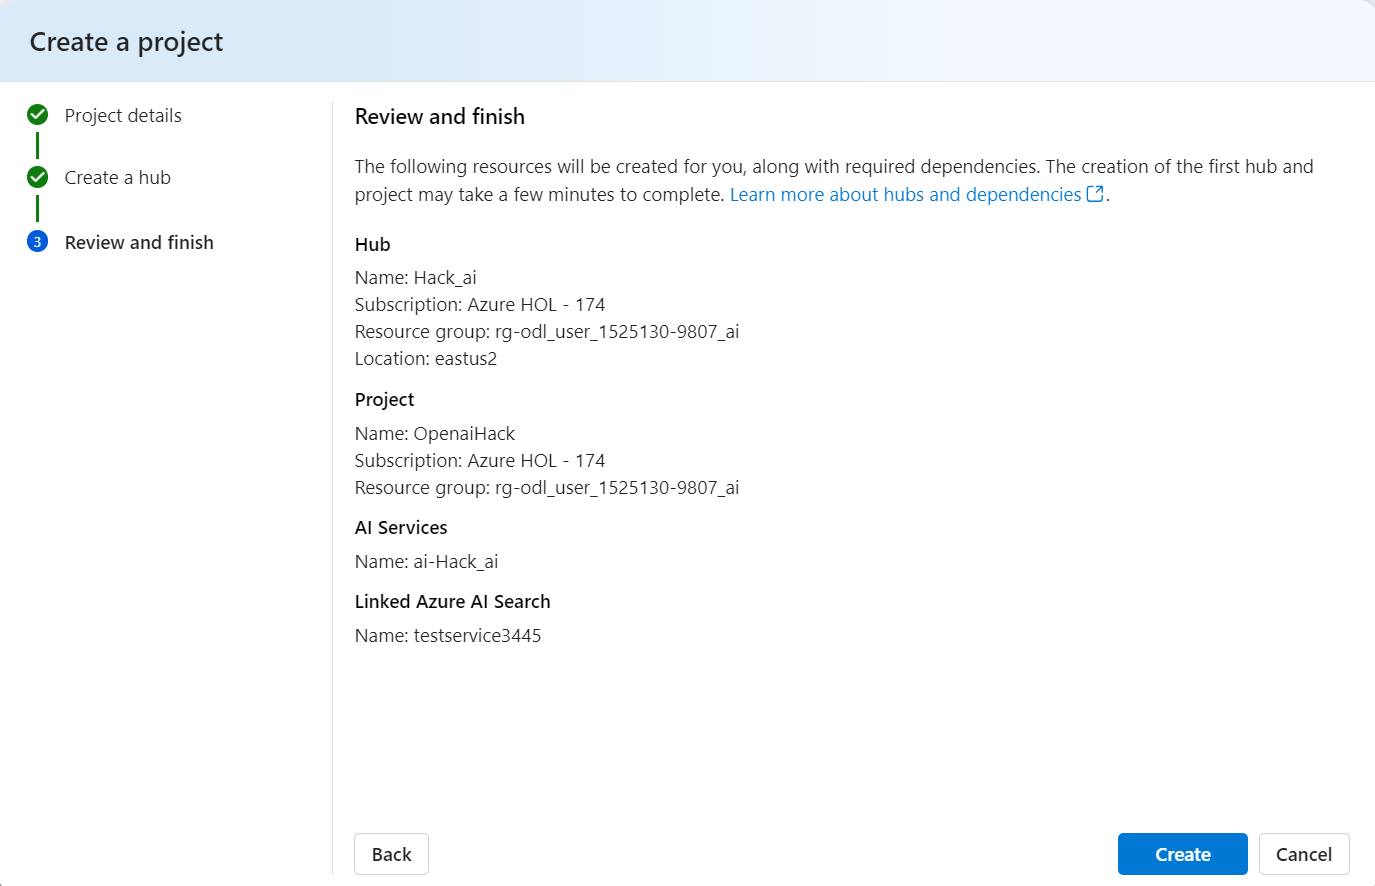 Create a project
Project details
Create a hub
3
Review and finish
Review and finish
The following resources will be created for you, along with required dependencies. The creation of the first hub and
project may take a few minutes to complete. Learn more about hubs and dependencies.
Hub
Name: Hack_ai
Subscription: Azure HOL - 174
Resource group: rg-odl_user_1525130-9807_ai
Location: eastus2
Project
Name: OpenaiHack
Subscription: Azure HOL - 174
Resource group: rg-odl_user_1525130-9807_ai
AI Services
Name: ai-Hack_ai
Linked Azure AI Search
Name: testservice3445
Back
Create
Cancel